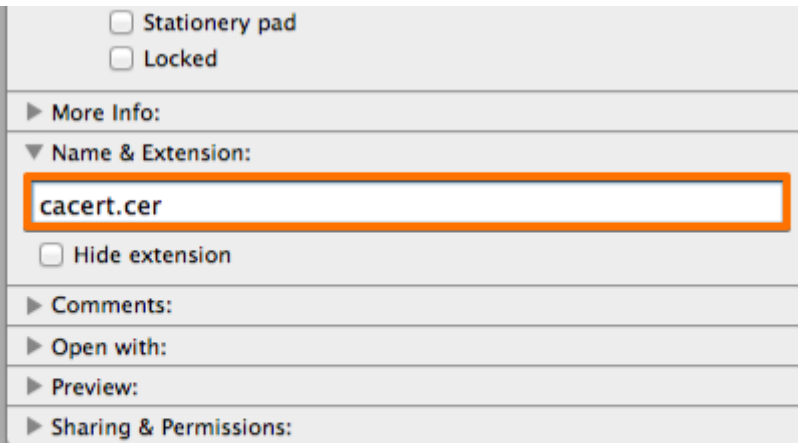 Stationery pad
Locked
More Info:
Name & Extension:
cacert.cer
Hide extension
Comments:
Open with:
Preview:
Sharing & Permissions: